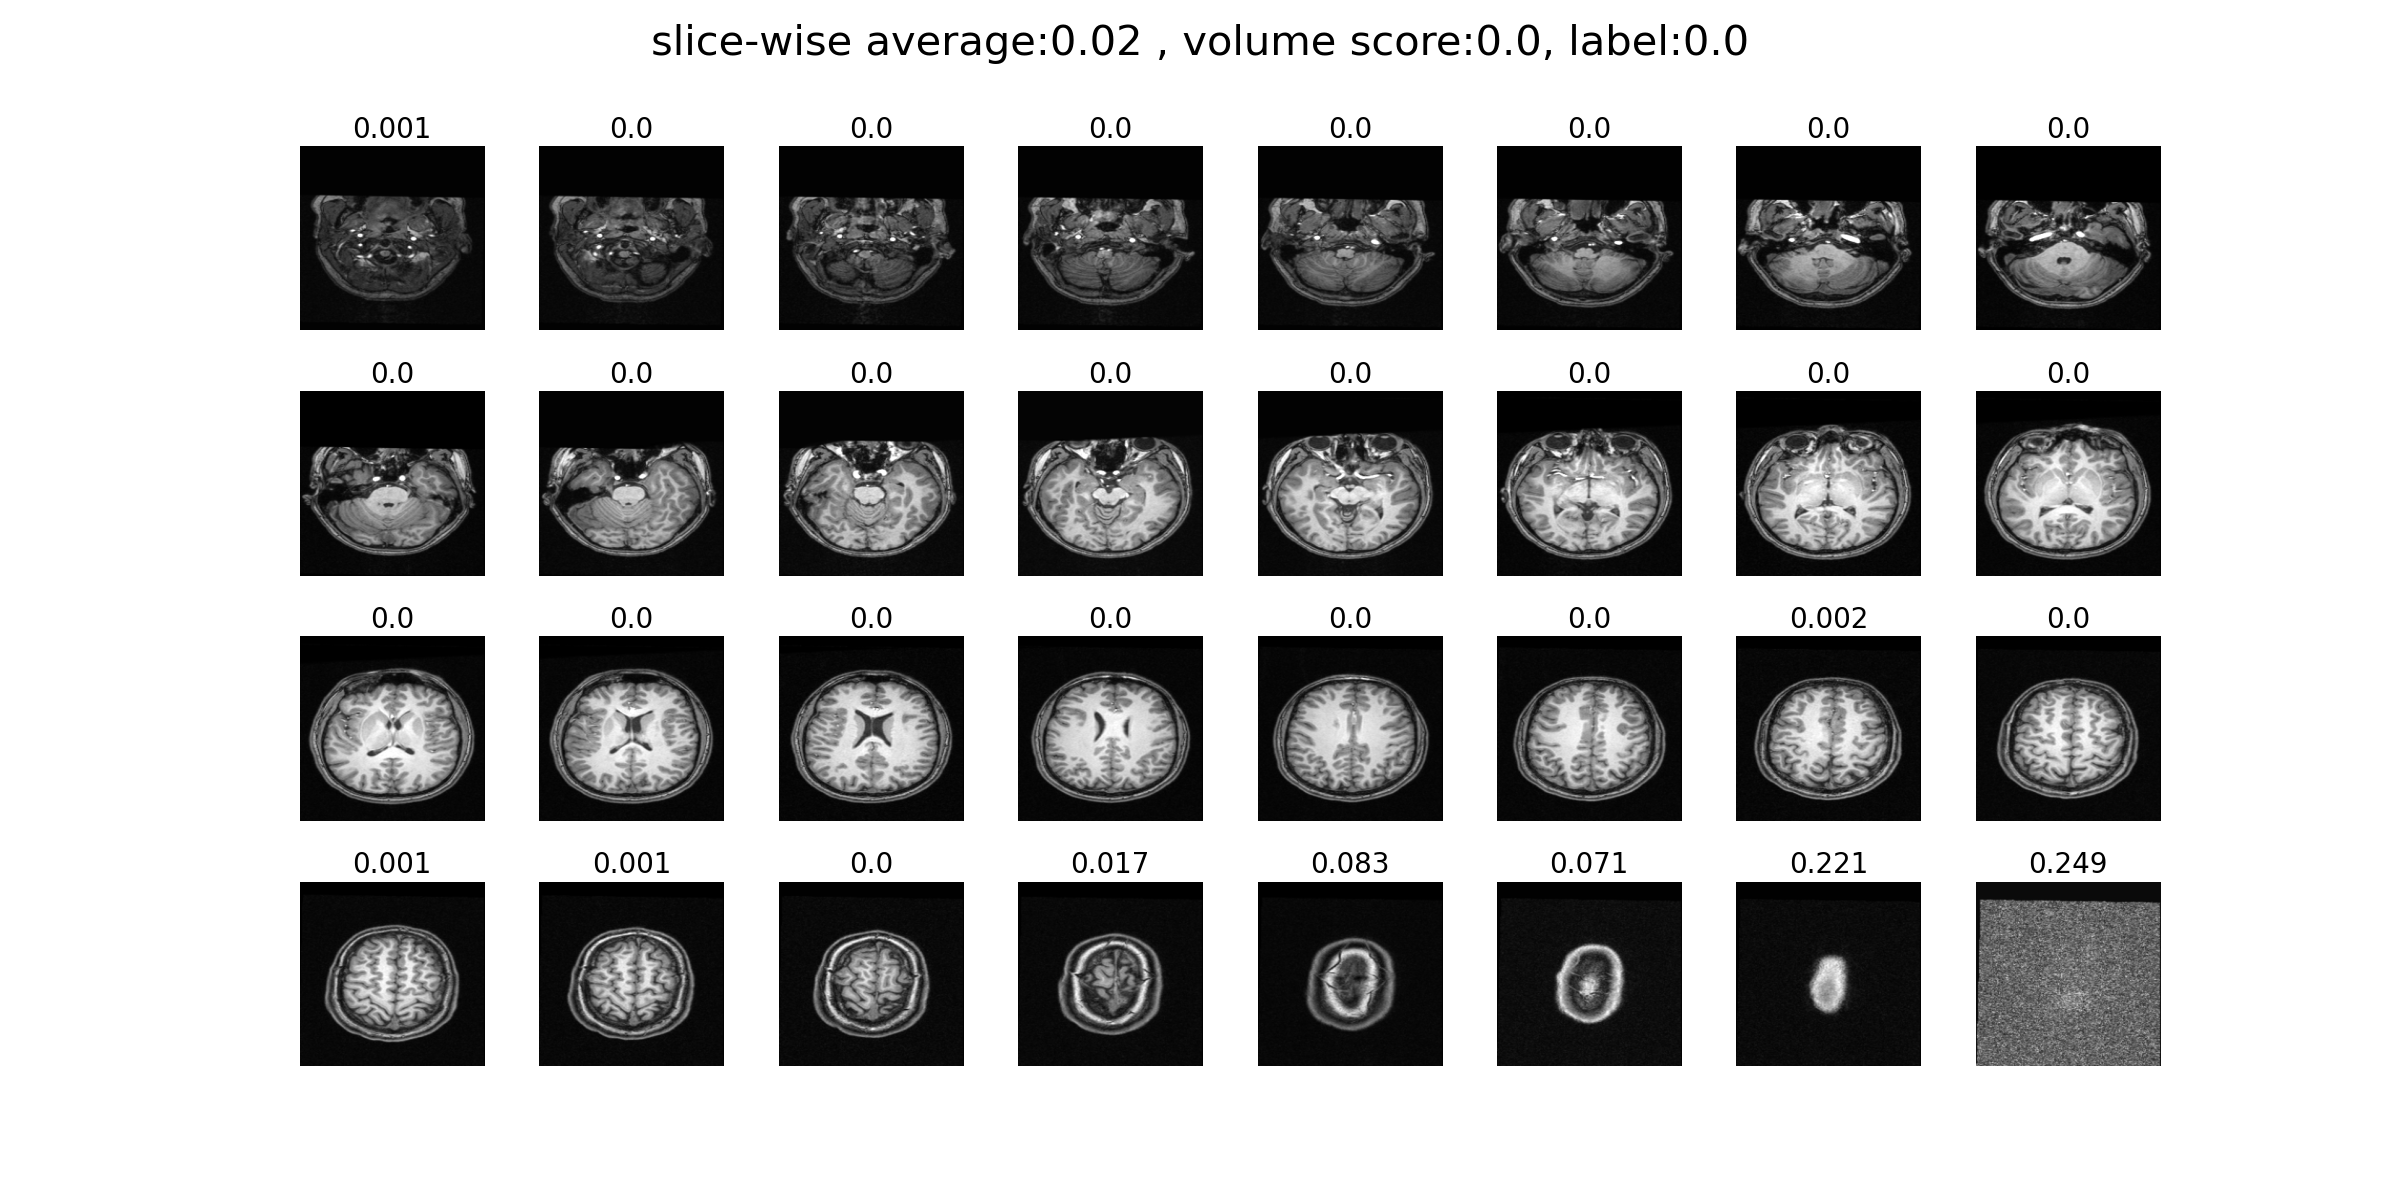 slice-wise average:0.02 , volume score:0.0, label:0.0
0.001 0.0 0.0 0.0 0.0 0.0 0.0 0.0
0.0 0.0 0.0 0.0 0.0 0.0 0.0 0.0
0.0 0.0 0.0 0.0 0.0 0.0 0.002 0.0
0.001 0.001 0.0 0.017 0.083 0.071 0.221 0.249